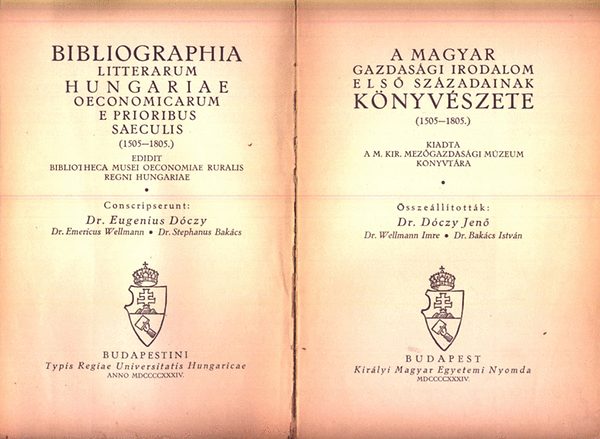 BIBLIOGRAPHIA
LITTERARUM
HUNGARIAE
OECONOMICARUM
E PRIORIBUS
SAECULIS
(1505—1805.)
EDIDIT
BIBLIOTHECA MUSEI OECONOMIAE RURALIS
REGNI HUNGARIAE
Conscripserunt:
Dr. Eugenius Dóczy
Dr. Emericus Wellmann • Dr. Stephanus Bakács
BUDAPESTINI
Typis Regiae Universitatis Hungaricae
ANNO MDCCCCXXXIV.
A MAGYAR
GAZDASÁGI IRODALOM
ELSŐ SZÁZADAINAK
KÖNYVÉSZETE
(1505—1805.)
KIADTA
A M. KIR. MEZŐGAZDASÁGI MÚZEUM
KÖNYVTÁRA
Összeállították:
Dr. Dóczy Jenő
Dr. Wellmann Imre • Dr. Bakács István
BUDAPEST
Királyi Magyar Egyetemi Nyomda
MDCCCCXXXIV.